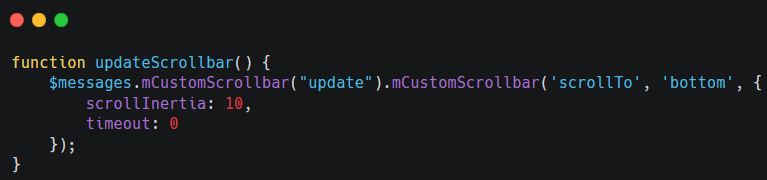 function updateScrollbar() {
    $messages.mCustomScrollbar("update").mCustomScrollbar('scrollTo', 'bottom', {
        scrollInertia: 10,
        timeout: 0
    });
}